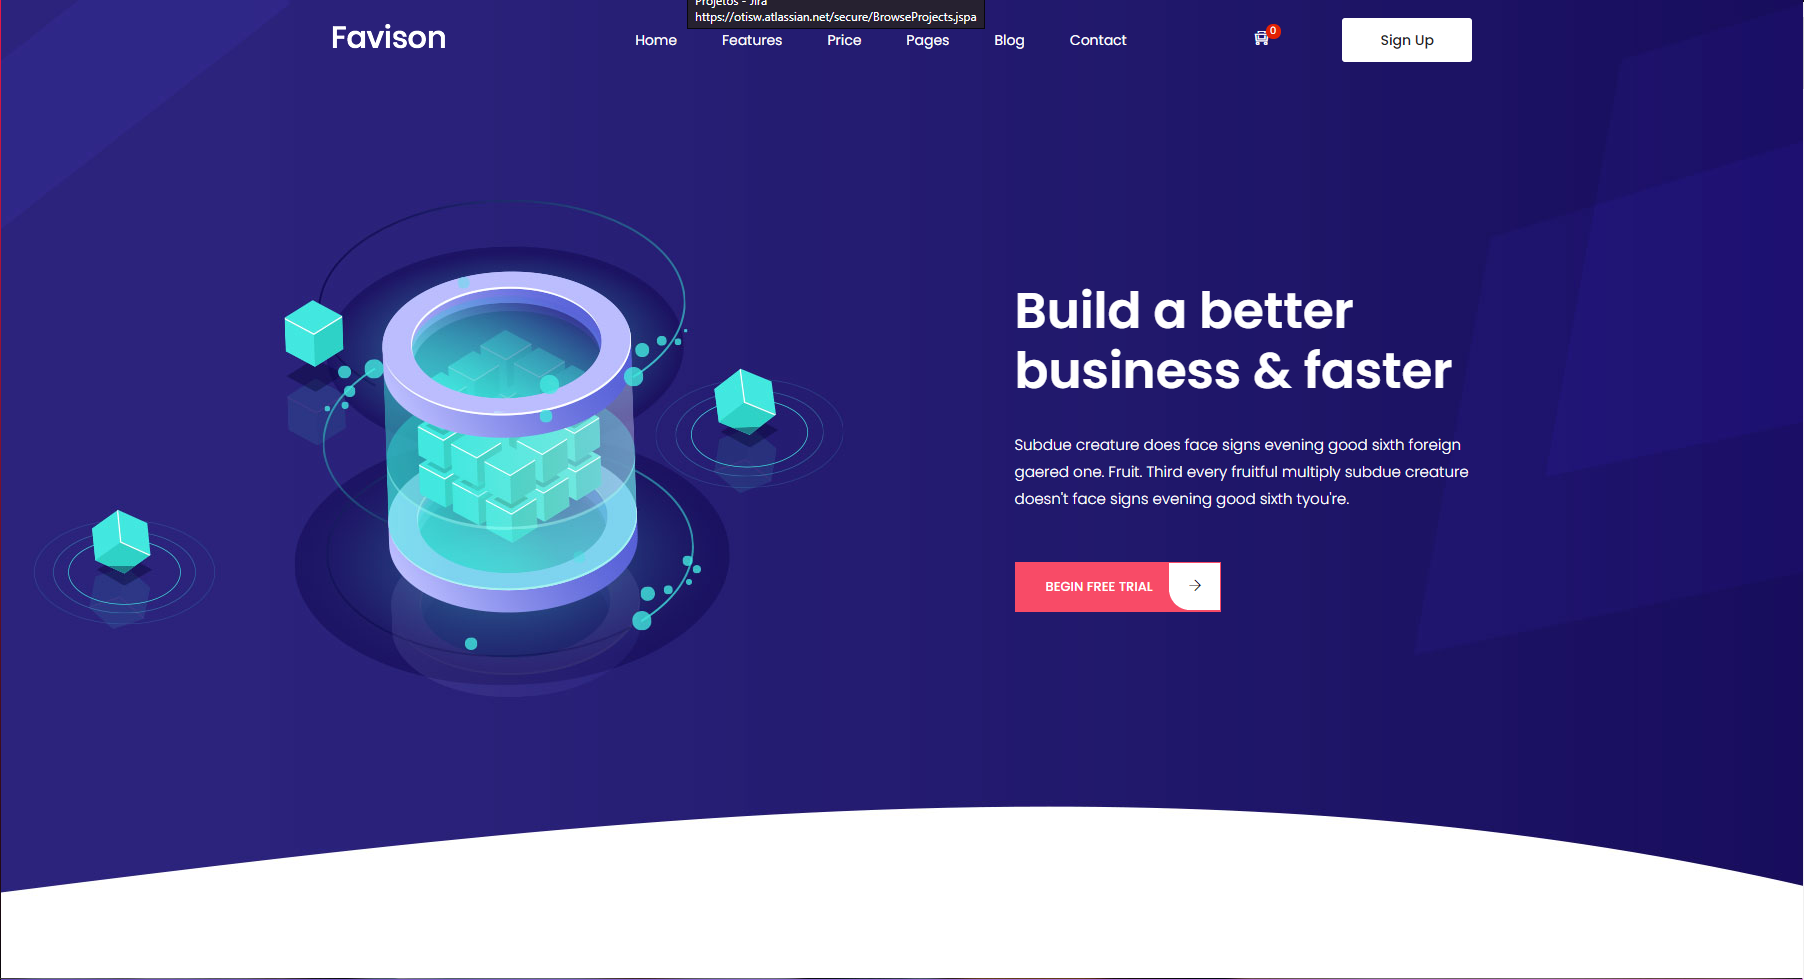 Projetos - Jira
https://otisw.atlassian.net/secure/BrowseProjects.jspa
Favison
Home Features Price Pages Blog Contact 0 Sign Up
Build a better
business & faster
Subdue creature does face signs evening good sixth foreign
gaered one. Fruit. Third every fruitful multiply subdue creature
doesn't face signs evening good sixth tyou're.
BEGIN FREE TRIAL